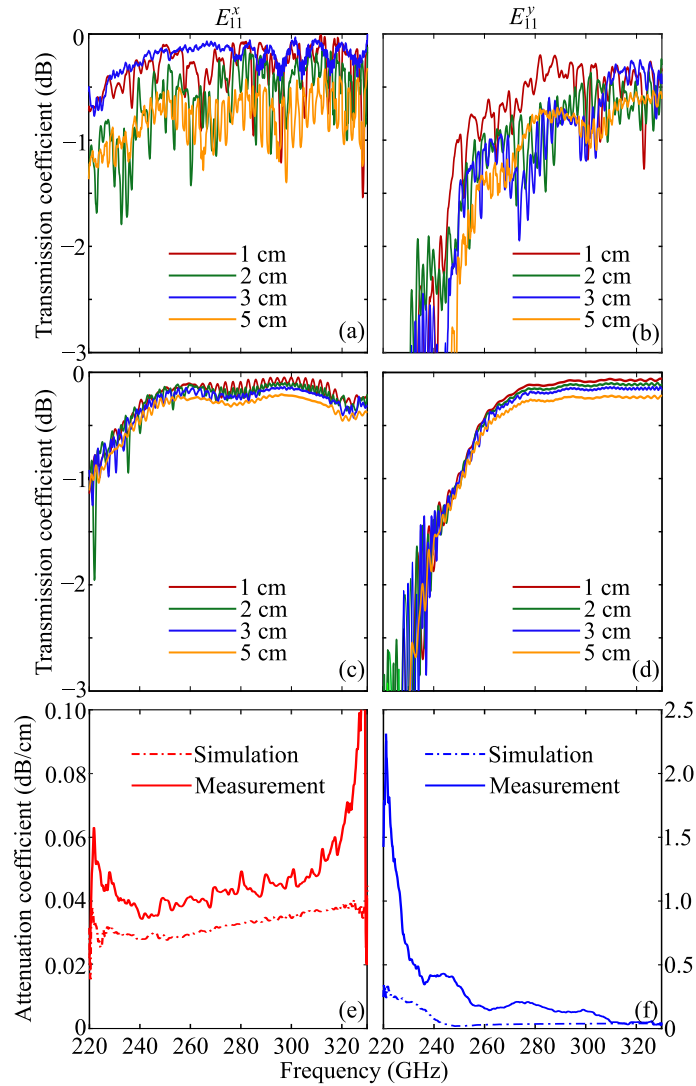 E^x_11 E^y_11
Transmission coefficient (dB)
0
−1
−2
−3
1 cm
2 cm
3 cm
5 cm
(a)
1 cm
2 cm
3 cm
5 cm
(b)
Transmission coefficient (dB)
0
−1
−2
−3
1 cm
2 cm
3 cm
5 cm
(c)
1 cm
2 cm
3 cm
5 cm
(d)
Attenuation coefficient (dB/cm)
0.10
0.08
0.06
0.04
0.02
0
Simulation
Measurement
(e)
Simulation
Measurement
(f)
2.5
2.0
1.5
1.0
0.5
0
220 240 260 280 300 320 220 240 260 280 300 320
Frequency (GHz)